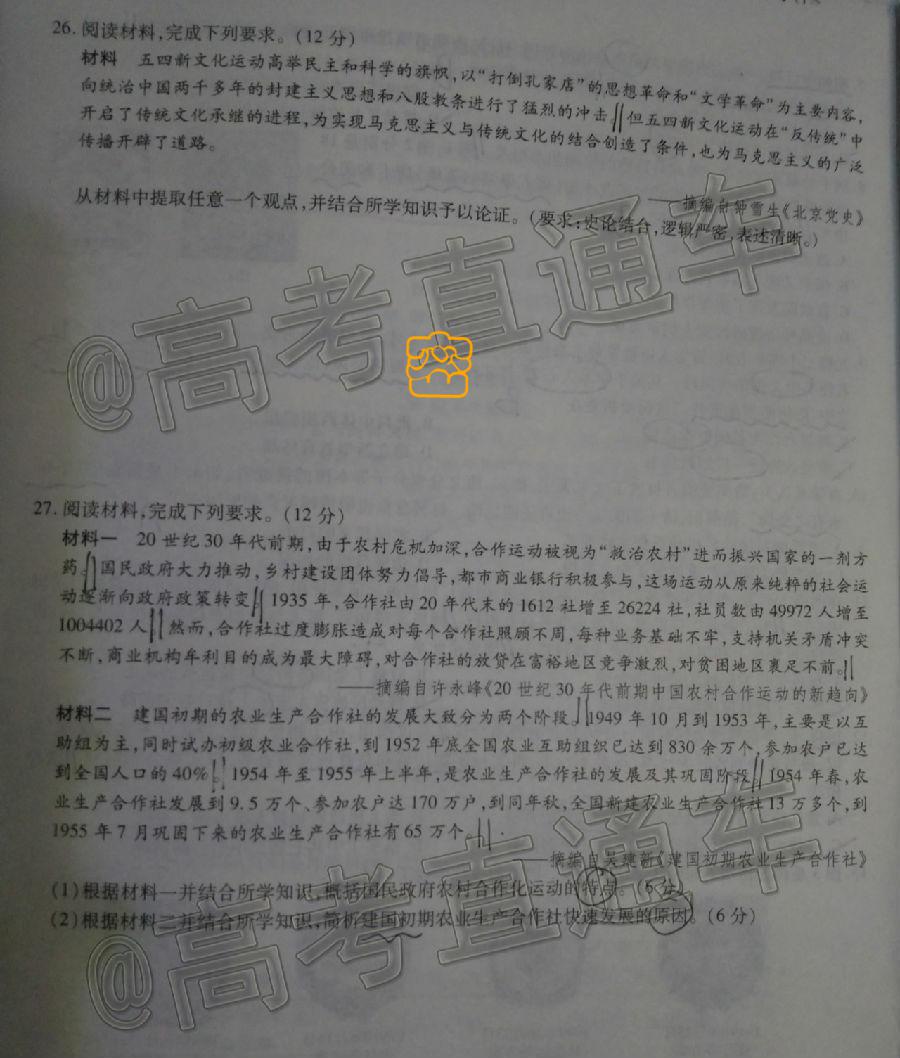 26. 阅读材料,完成下列要求。(12 分)
材料 五四新文化运动高举民主和科学的旗帜,以“打倒孔家店”的思想革命和“文学革命”为主要内容,
向统治中国两千多年的封建主义思想和八股教条进行了猛烈的冲击。但五四新文化运动在“反传统”中
开启了传统文化承继的进程,为实现马克思主义与传统文化的结合创造了条件,也为马克思主义的广泛
传播开辟了道路。
——摘编自钟雪生《北京党史》
从材料中提取任意一个观点,并结合所学知识予以论证。(要求:史论结合,逻辑严密,表述清晰。)
@高考直通车
27. 阅读材料,完成下列要求。(12 分)
材料一 20 世纪 30 年代前期,由于农村危机加深,合作运动被视为“救治农村”进而振兴国家的一剂方
药。国民政府大力推动,乡村建设团体努力倡导,都市商业银行积极参与,这场运动从原来纯粹的社会运
动逐渐向政府政策转变。1935 年,合作社由 20 年代末的 1612 社增至 26224 社,社员数由 49972 人增至
1004402 人。然而,合作社过度膨胀造成对每个合作社照顾不周,每种业务基础不牢,支持机关矛盾冲突
不断,商业机构牟利目的成为最大障碍,对合作社的放贷在富裕地区竞争激烈,对贫困地区裹足不前。
——摘编自许永峰《20 世纪 30 年代前期中国农村合作运动的新趋向》
材料二 建国初期的农业生产合作社的发展大致分为两个阶段。1949 年 10 月到 1953 年,主要是以互
助组为主,同时试办初级农业合作社,到 1952 年底全国农业互助组织已达到 830 余万个,参加农户已达
到全国人口的 40%。1954 年至 1955 年上半年,是农业生产合作社的发展及其巩固阶段。1954 年春,农
业生产合作社发展到 9.5 万个、参加农户达 170 万户,到同年秋,全国新建农业生产合作社 13 万多个,到
1955 年 7 月巩固下来的农业生产合作社有 65 万个。
——摘编自吴建新《建国初期农业生产合作社》
(1)根据材料一并结合所学知识,概括国民政府农村合作化运动的特点。(6 分)
(2)根据材料二并结合所学知识,简析建国初期农业生产合作社快速发展的原因。(6 分)
@高考直通车